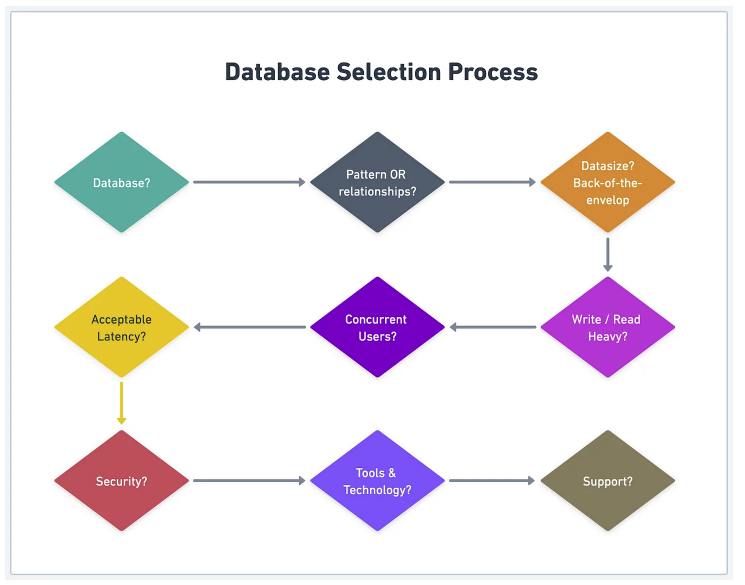 Database Selection Process
Database?
Pattern OR
relationships?
Datasize?
Back-of-the-
envelop
Acceptable
Latency?
Concurrent
Users?
Write / Read
Heavy?
Security?
Tools &
Technology?
Support?